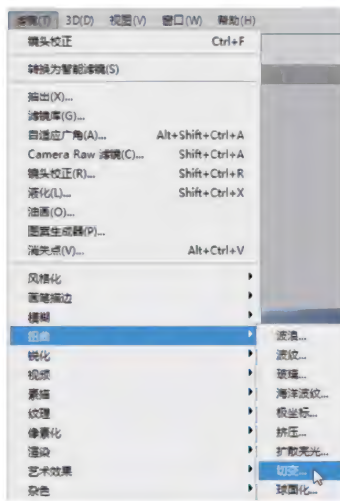 滤镜(T) 3D(D) 视图(V) 窗口(W) 帮助(H)
镜头校正 Ctrl+F
转换为智能滤镜(S)
抽出(X)...
滤镜库(G)...
自适应广角(A)... Alt+Shift+Ctrl+A
Camera Raw 滤镜(C)... Shift+Ctrl+A
镜头校正(R)... Shift+Ctrl+R
液化(L)... Shift+Ctrl+X
油画(O)...
图案生成器(P)...
消失点(V)... Alt+Ctrl+V
风格化
画笔描边
模糊
扭曲
锐化
视频
素描
纹理
像素化
渲染
艺术效果
杂色
波浪...
波纹...
玻璃...
海洋波纹...
极坐标...
挤压...
扩散亮光...
切变...
球面化...